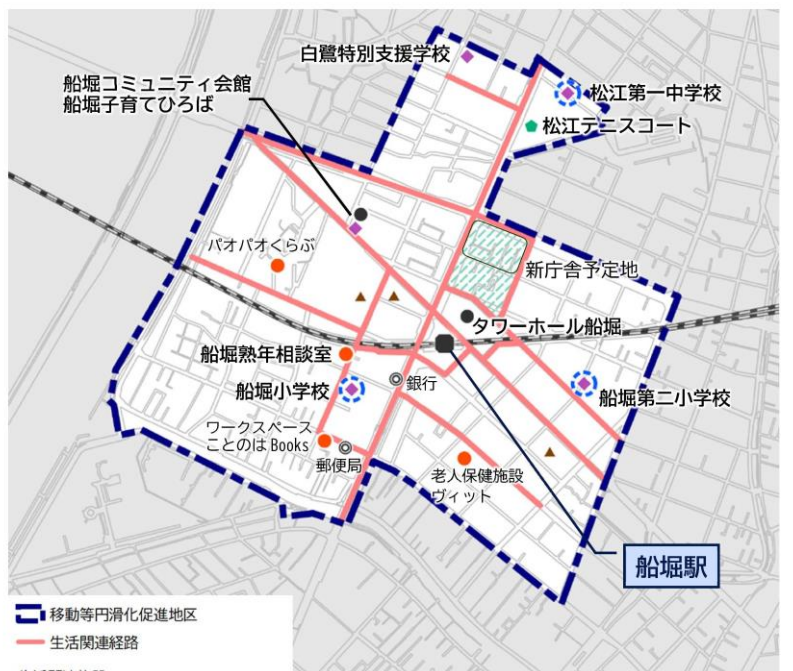 白鷺特別支援学校
船堀コミュニティ会館
船堀子育てひろば
松江第一中学校
松江テニスコート
パオパオくらぶ
新庁舎予定地
タワーホール船堀
船堀熟年相談室
船堀小学校
銀行
船堀第二小学校
ワークスペース
ことのは Books
郵便局
老人保健施設
ヴィット
船堀駅
移動等円滑化促進地区
生活関連経路